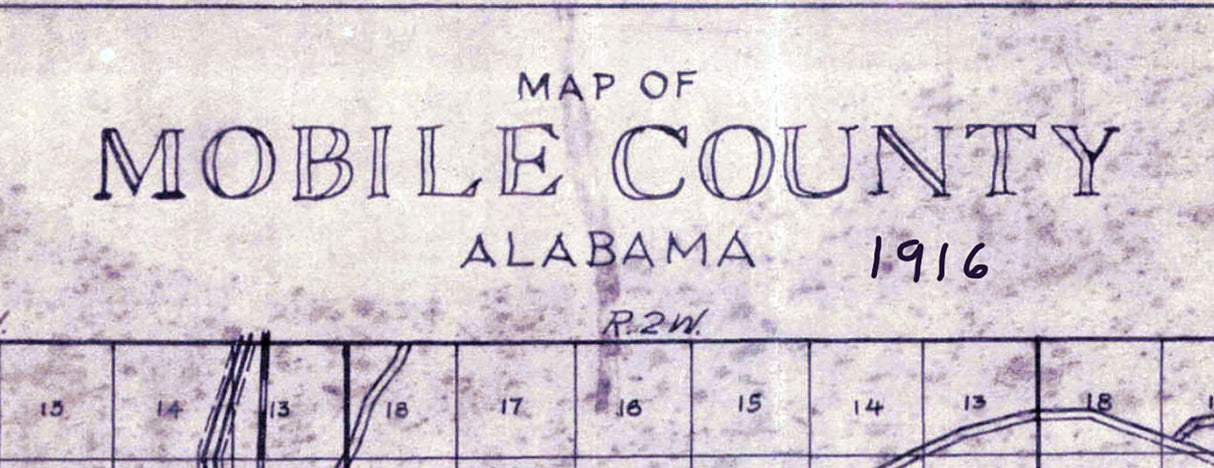 MAP OF
MOBILE COUNTY
ALABAMA 1916
R.2W.
15 14 13 18 17 16 15 14 13 18